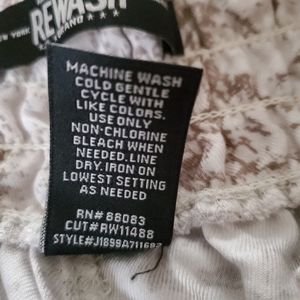 REWASH
BRAND
MACHINE WASH
COLD GENTLE
CYCLE WITH
LIKE COLORS.
USE ONLY
NON-CHLORINE
BLEACH WHEN
NEEDED. LINE
DRY. IRON ON
LOWEST SETTING
AS NEEDED
RN# 88083
CUT# RW11488